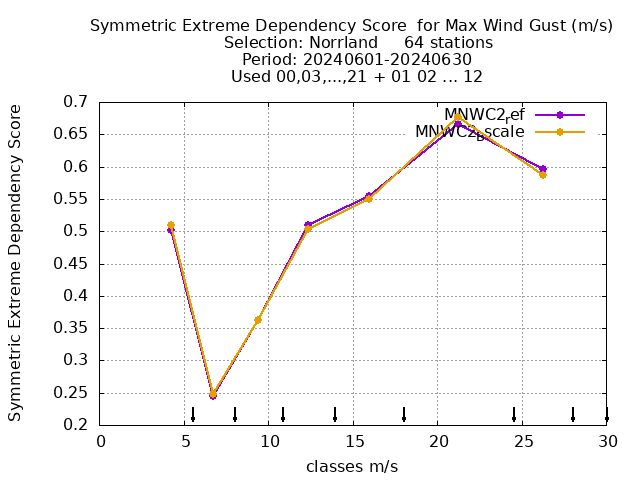 Symmetric Extreme Dependency Score for Max Wind Gust (m/s)
Selection: Norrland 64 stations
Period: 20240601-20240630
Used 00,03,...,21 + 01 02 ... 12
MNWC2ref
MNWC2Bscale
Symmetric Extreme Dependency Score
0.7
0.65
0.6
0.55
0.5
0.45
0.4
0.35
0.3
0.25
0.2
0 5 10 15 20 25 30
classes m/s